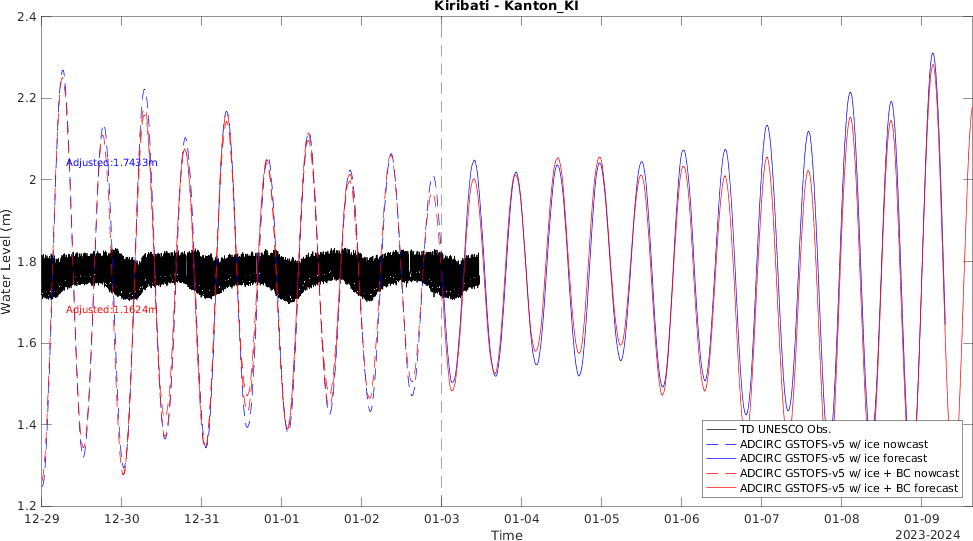 Kiribati - Kanton_KI
Water Level (m)
2.4
2.2
2
1.8
1.6
1.4
1.2
Adjusted:1.7433m
Adjusted:1.1624m
TD UNESCO Obs.
ADCIRC GSTOFS-v5 w/ ice nowcast
ADCIRC GSTOFS-v5 w/ ice forecast
ADCIRC GSTOFS-v5 w/ ice + BC nowcast
ADCIRC GSTOFS-v5 w/ ice + BC forecast
12-29 12-30 12-31 01-01 01-02 01-03 01-04 01-05 01-06 01-07 01-08 01-09
Time
2023-2024